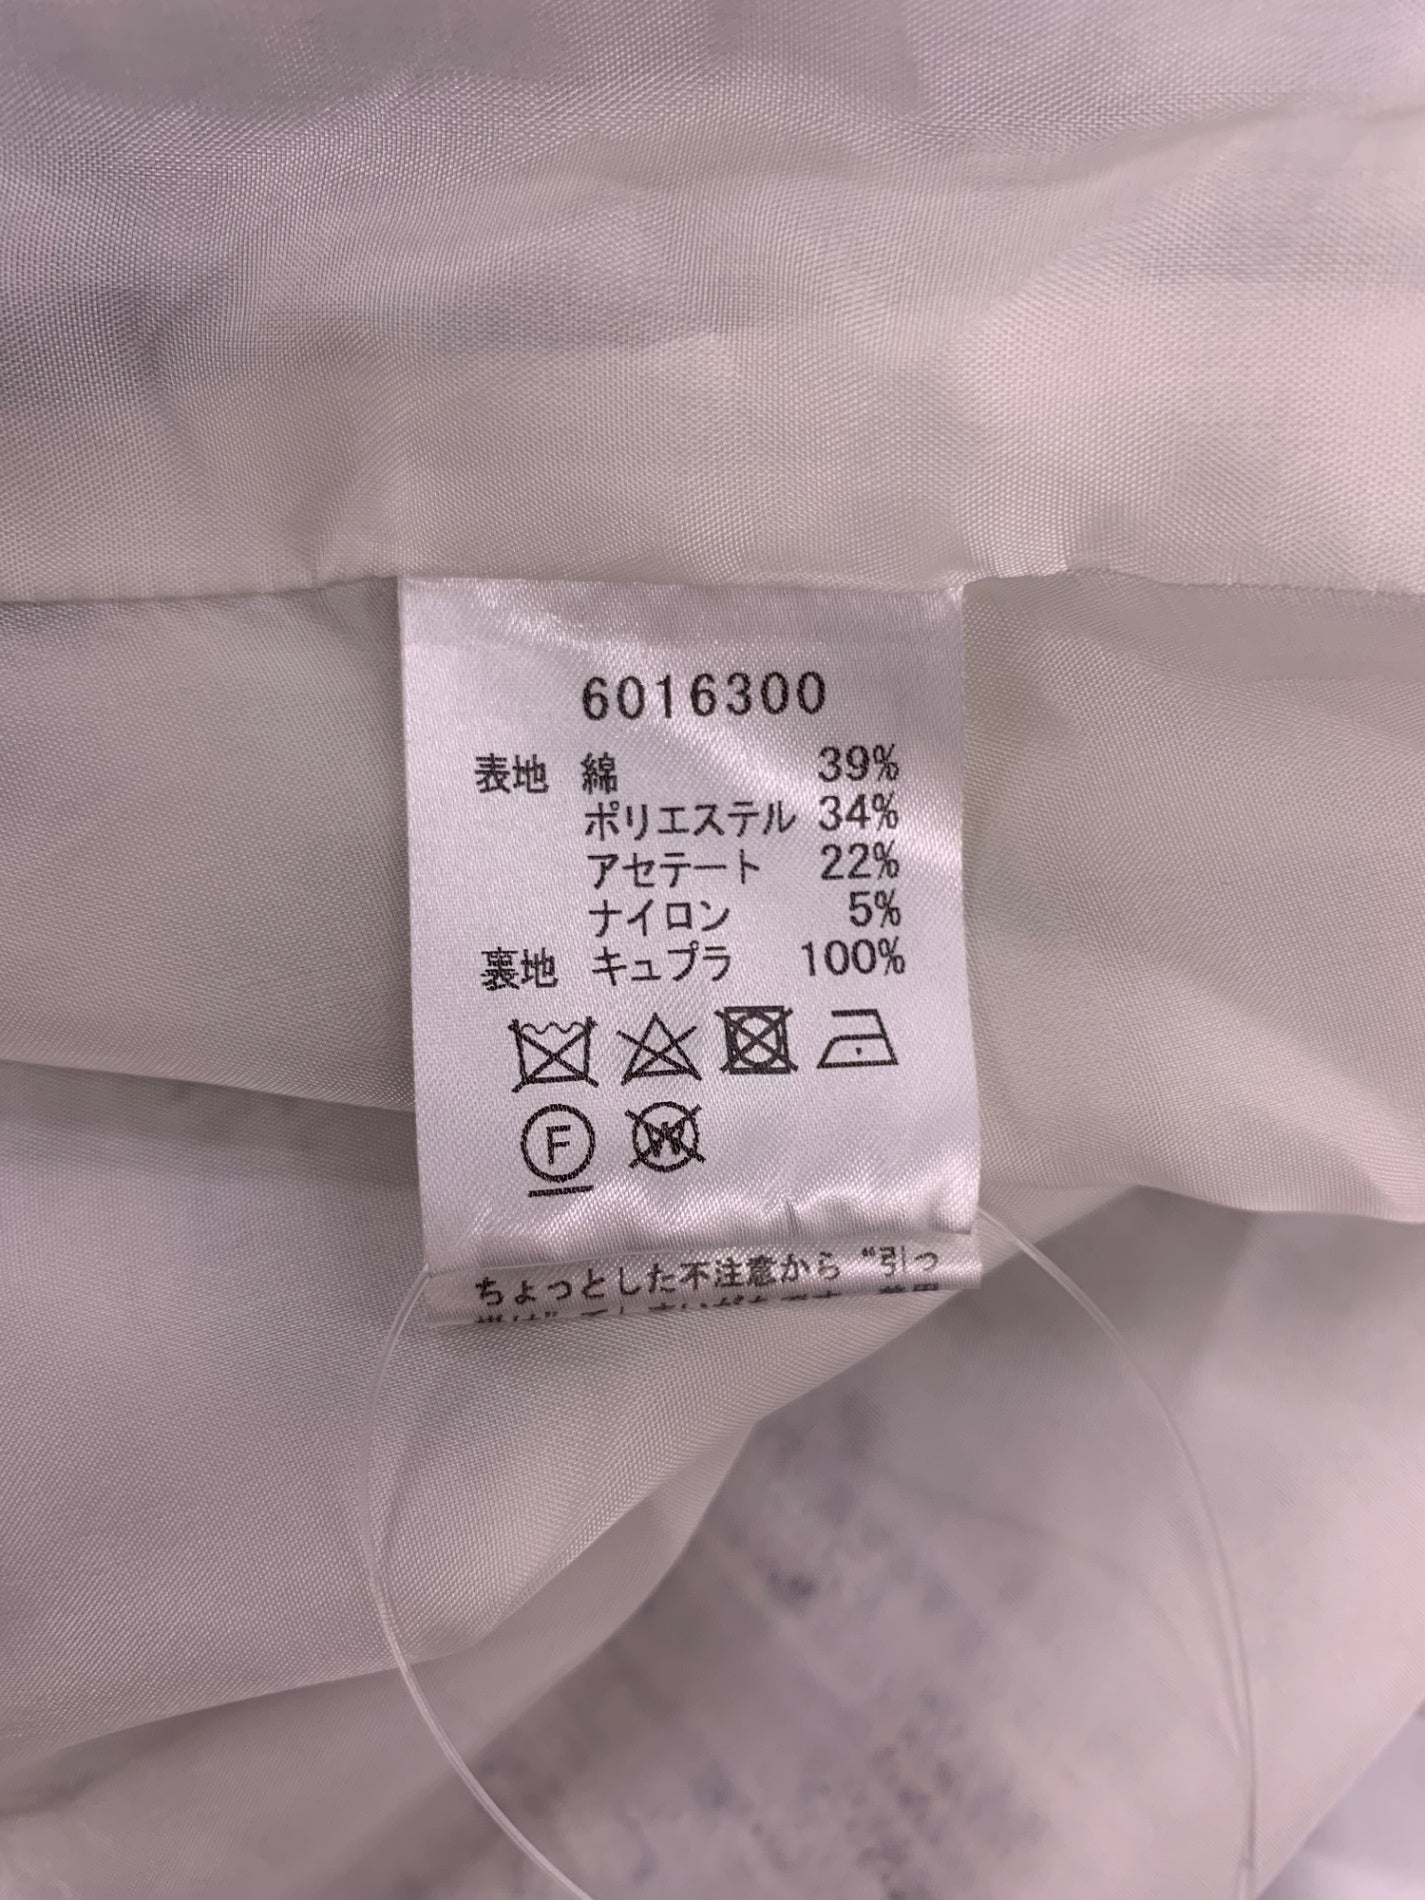 6016300
表地 綿 39%
ポリエステル 34%
アセテート 22%
ナイロン 5%
裏地 キュプラ 100%
F W
ちょっとした不注意から“引っ